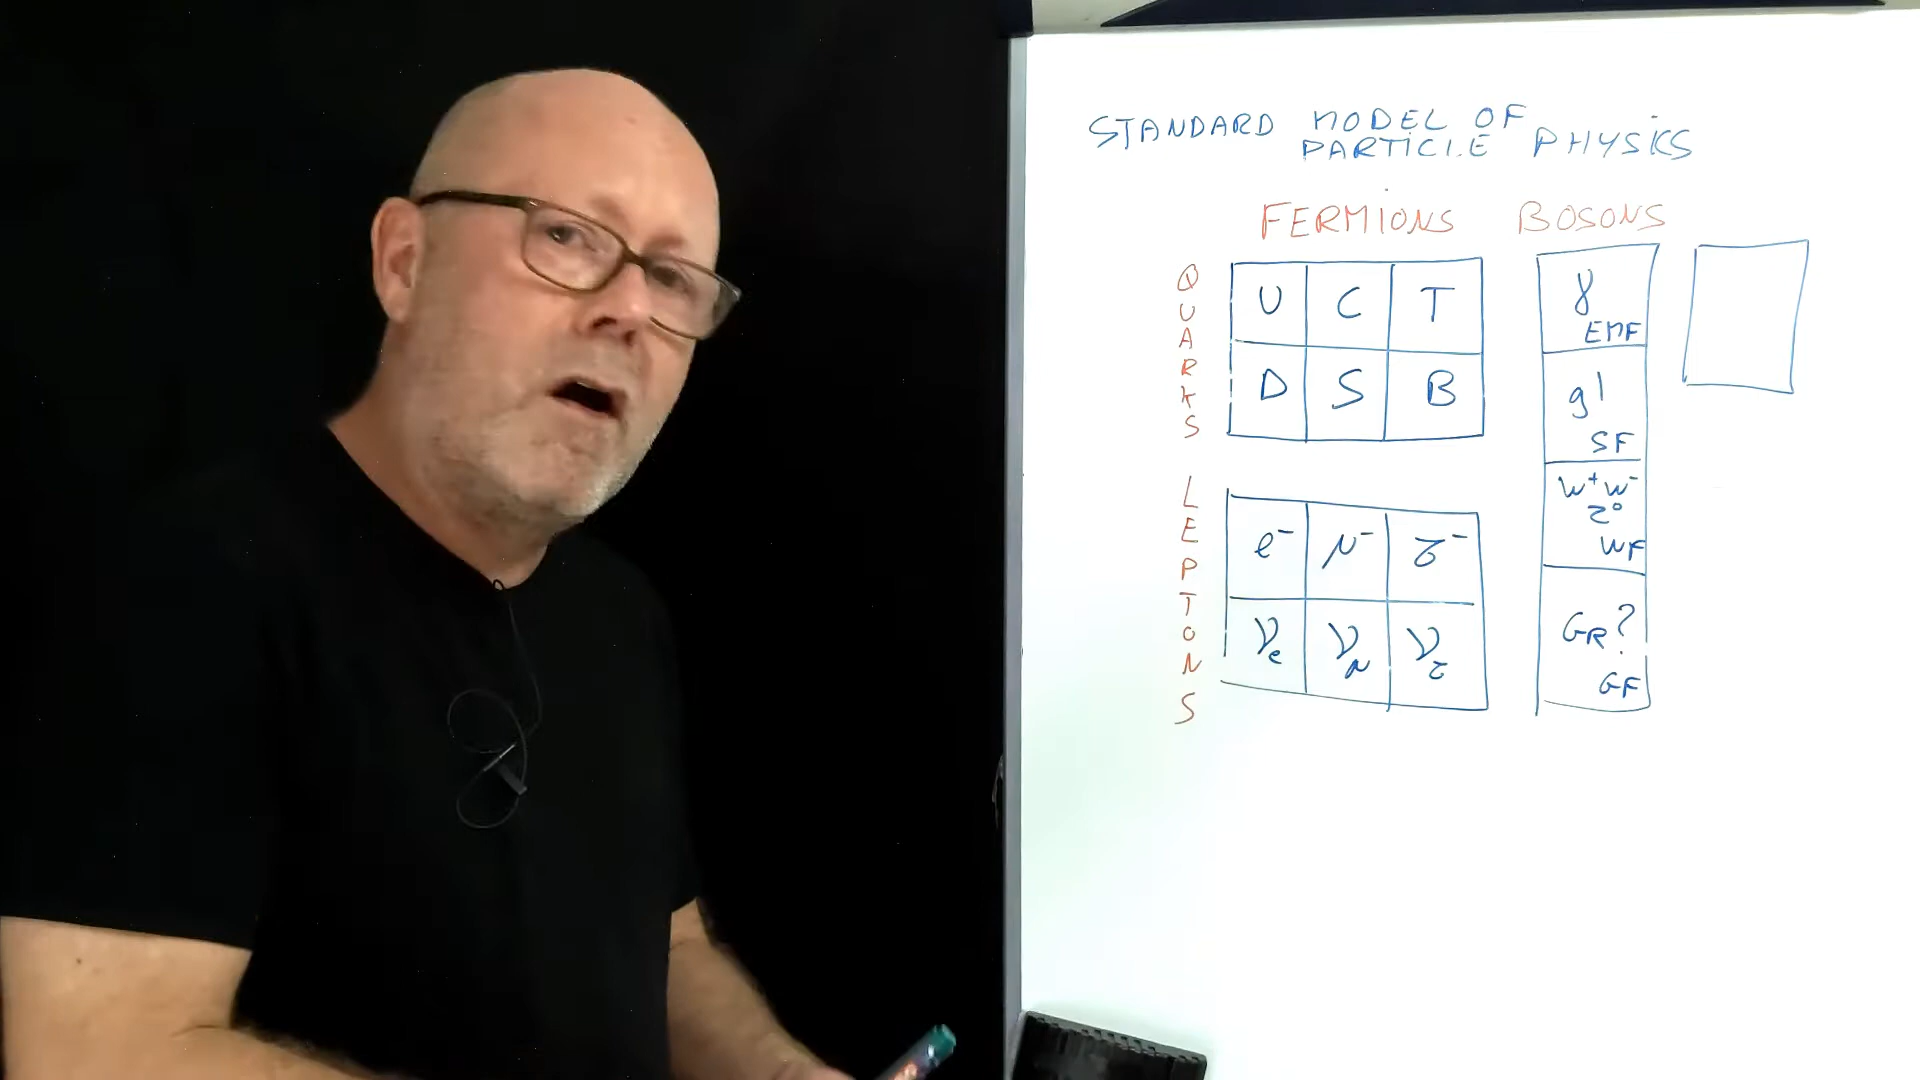 STANDARD MODEL OF
PARTICLE PHYSICS
FERMIONS BOSONS
QUARKS
U C T
D S B
LEPTONS
e⁻ μ⁻ τ⁻
νe νμ ντ
γ
EMF
gl
SF
W⁺ W⁻
Z⁰
WF
GR?
GF